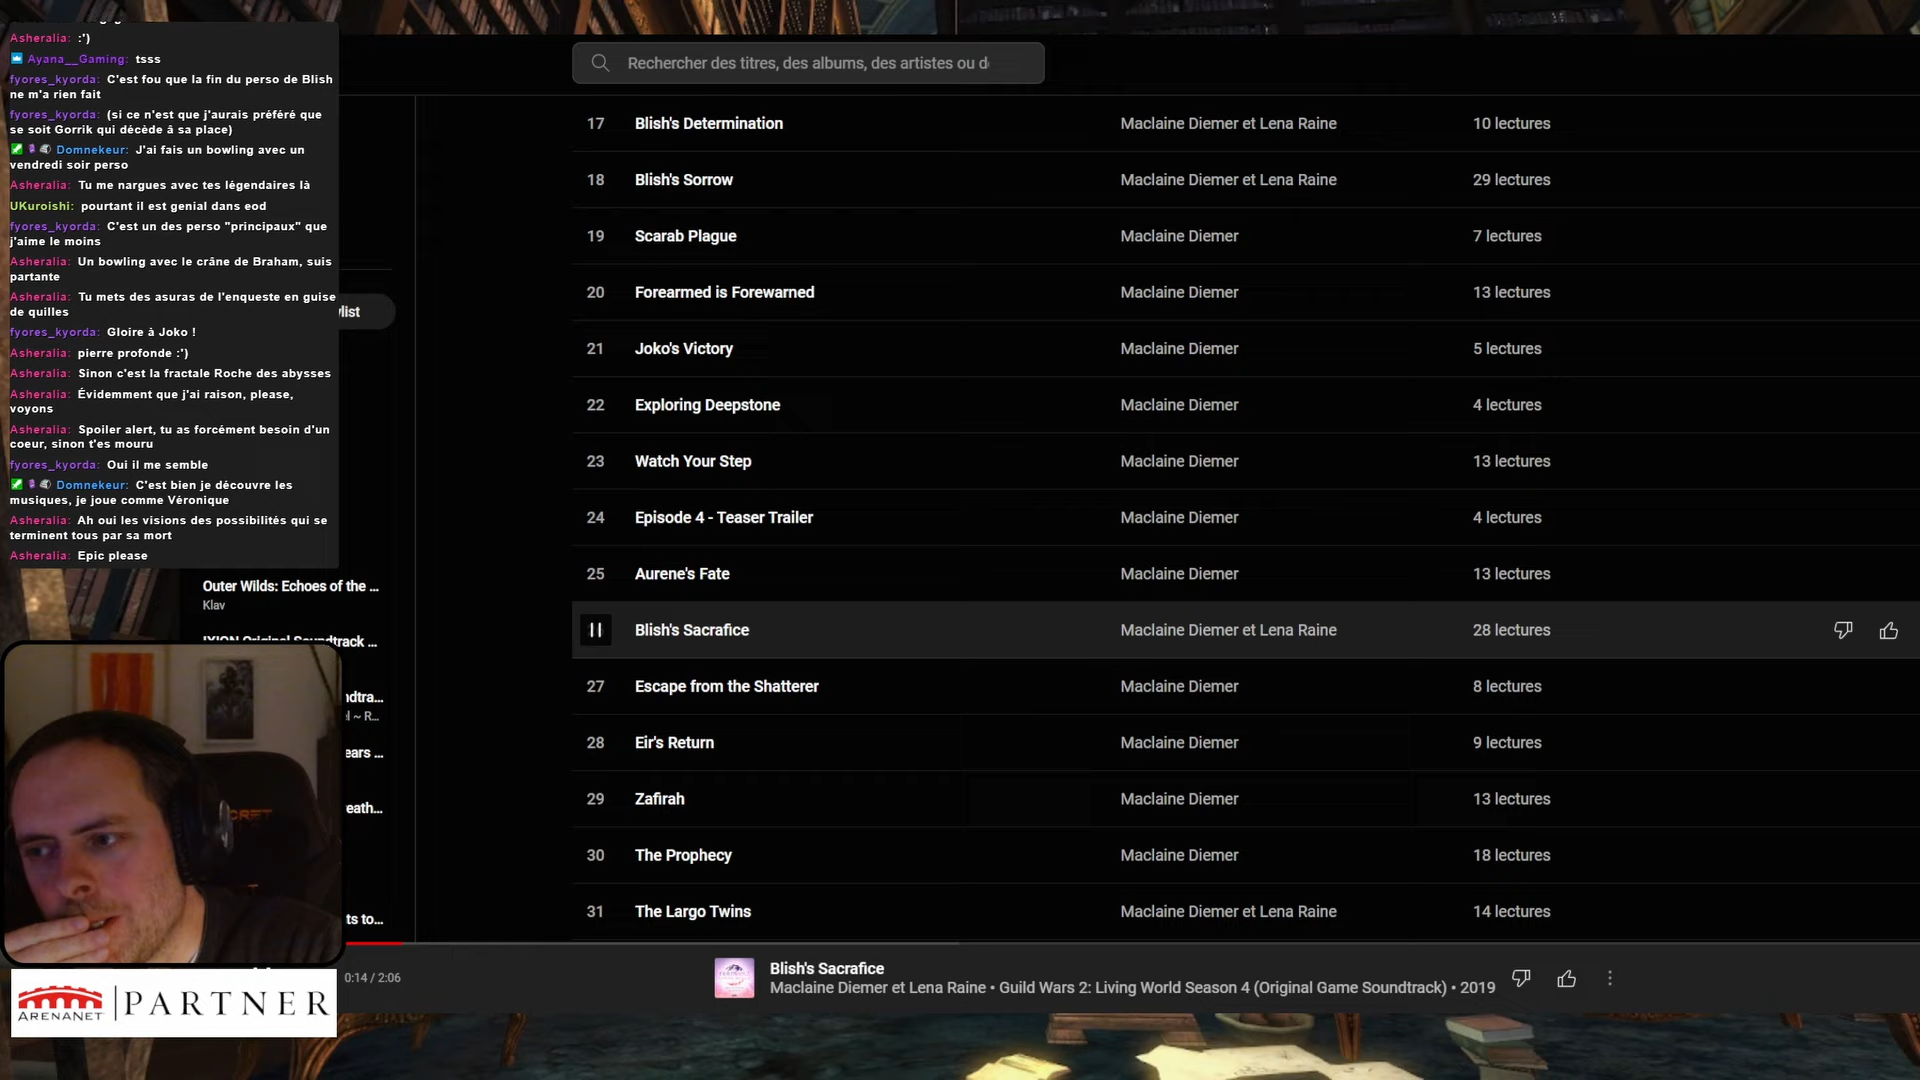 Asheralia: :')
Ayana__Gaming: tsss
fyores_kyorda: C'est fou que la fin du perso de Blish
ne m'a rien fait
fyores_kyorda: (si ce n'est que j'aurais préféré que
se soit Gorrik qui décède â sa place)
Domnekeur: J'ai fais un bowling avec un
vendredi soir perso
Asheralia: Tu me nargues avec tes légendaires là
UKuroishi: pourtant il est genial dans eod
fyores_kyorda: C'est un des perso "principaux" que
j'aime le moins
Asheralia: Un bowling avec le crâne de Braham, suis
partante
Asheralia: Tu mets des asuras de l'enqueste en guise
de quilles
fyores_kyorda: Gloire à Joko !
Asheralia: pierre profonde :')
Asheralia: Sinon c'est la fractale Roche des abysses
Asheralia: Évidemment que j'ai raison, please,
voyons
Asheralia: Spoiler alert, tu as forcément besoin d'un
coeur, sinon t'es mouru
fyores_kyorda: Oui il me semble
Domnekeur: C'est bien je découvre les
musiques, je joue comme Véronique
Asheralia: Ah oui les visions des possibilités qui se
terminent tous par sa mort
Asheralia: Epic please
ylist
Outer Wilds: Echoes of the ...
Klav
IXION Original Soundtrack ...
ndtra...
l ~ R...
ears ...
eath...
ts to...
Rechercher des titres, des albums, des artistes ou d
17 Blish's Determination Maclaine Diemer et Lena Raine 10 lectures
18 Blish's Sorrow Maclaine Diemer et Lena Raine 29 lectures
19 Scarab Plague Maclaine Diemer 7 lectures
20 Forearmed is Forewarned Maclaine Diemer 13 lectures
21 Joko's Victory Maclaine Diemer 5 lectures
22 Exploring Deepstone Maclaine Diemer 4 lectures
23 Watch Your Step Maclaine Diemer 13 lectures
24 Episode 4 - Teaser Trailer Maclaine Diemer 4 lectures
25 Aurene's Fate Maclaine Diemer 13 lectures
Blish's Sacrafice Maclaine Diemer et Lena Raine 28 lectures
27 Escape from the Shatterer Maclaine Diemer 8 lectures
28 Eir's Return Maclaine Diemer 9 lectures
29 Zafirah Maclaine Diemer 13 lectures
30 The Prophecy Maclaine Diemer 18 lectures
31 The Largo Twins Maclaine Diemer et Lena Raine 14 lectures
0:14 / 2:06
Blish's Sacrafice
Maclaine Diemer et Lena Raine • Guild Wars 2: Living World Season 4 (Original Game Soundtrack) • 2019
ARENANET | PARTNER